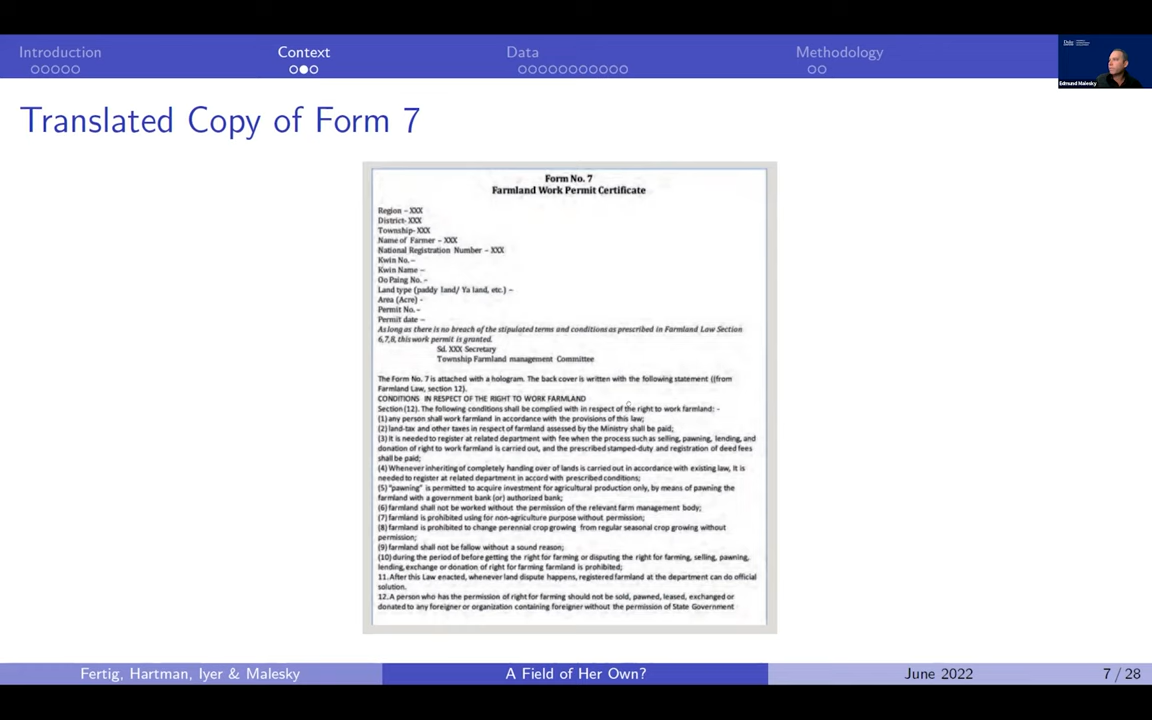 Introduction
Context
Data
Methodology
Edmund Malesky
Translated Copy of Form 7
Form No. 7
Farmland Work Permit Certificate
Region – XXX
District- XXX
Township- XXX
Name of Farmer – XXX
National Registration Number – XXX
Kwin No. –
Kwin Name –
Oo Paing No. –
Land type (paddy land/ Ya land, etc.) –
Area (Acre) -
Permit No. –
Permit date –
As long as there is no breach of the stipulated terms and conditions as prescribed in Farmland Law Section
6,7,8, this work permit is granted.
Sd. XXX Secretary
Township Farmland management Committee
The Form No. 7 is attached with a hologram. The back cover is written with the following statement ((from
Farmland Law, section 12).
CONDITIONS IN RESPECT OF THE RIGHT TO WORK FARMLAND
Section (12). The following conditions shall be complied with in respect of the right to work farmland: -
(1) any person shall work farmland in accordance with the provisions of this law;
(2) land-tax and other taxes in respect of farmland assessed by the Ministry shall be paid;
(3) It is needed to register at related department with fee when the process such as selling, pawning, lending, and
donation of right to work farmland is carried out, and the prescribed stamped-duty and registration of deed fees
shall be paid;
(4) Whenever inheriting of completely handing over of lands is carried out in accordance with existing law, It is
needed to register at related department in accord with prescribed conditions;
(5) "pawning" is permitted to acquire investment for agricultural production only, by means of pawning the
farmland with a government bank (or) authorized bank;
(6) farmland shall not be worked without the permission of the relevant farm management body;
(7) farmland is prohibited using for non-agriculture purpose without permission;
(8) farmland is prohibited to change perennial crop growing from regular seasonal crop growing without
permission;
(9) farmland shall not be fallow without a sound reason;
(10) during the period of before getting the right for farming or disputing the right for farming, selling, pawning,
lending, exchange or donation of right for farming farmland is prohibited;
11. After this Law enacted, whenever land dispute happens, registered farmland at the department can do official
solution.
12. A person who has the permission of right for farming should not be sold, pawned, leased, exchanged or
donated to any foreigner or organization containing foreigner without the permission of State Government
Fertig, Hartman, Iyer & Malesky
A Field of Her Own?
June 2022
7 / 28